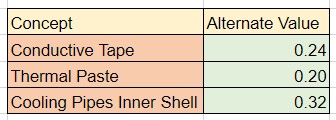 Concept Alternate Value
Conductive Tape 0.24
Thermal Paste 0.20
Cooling Pipes Inner Shell 0.32